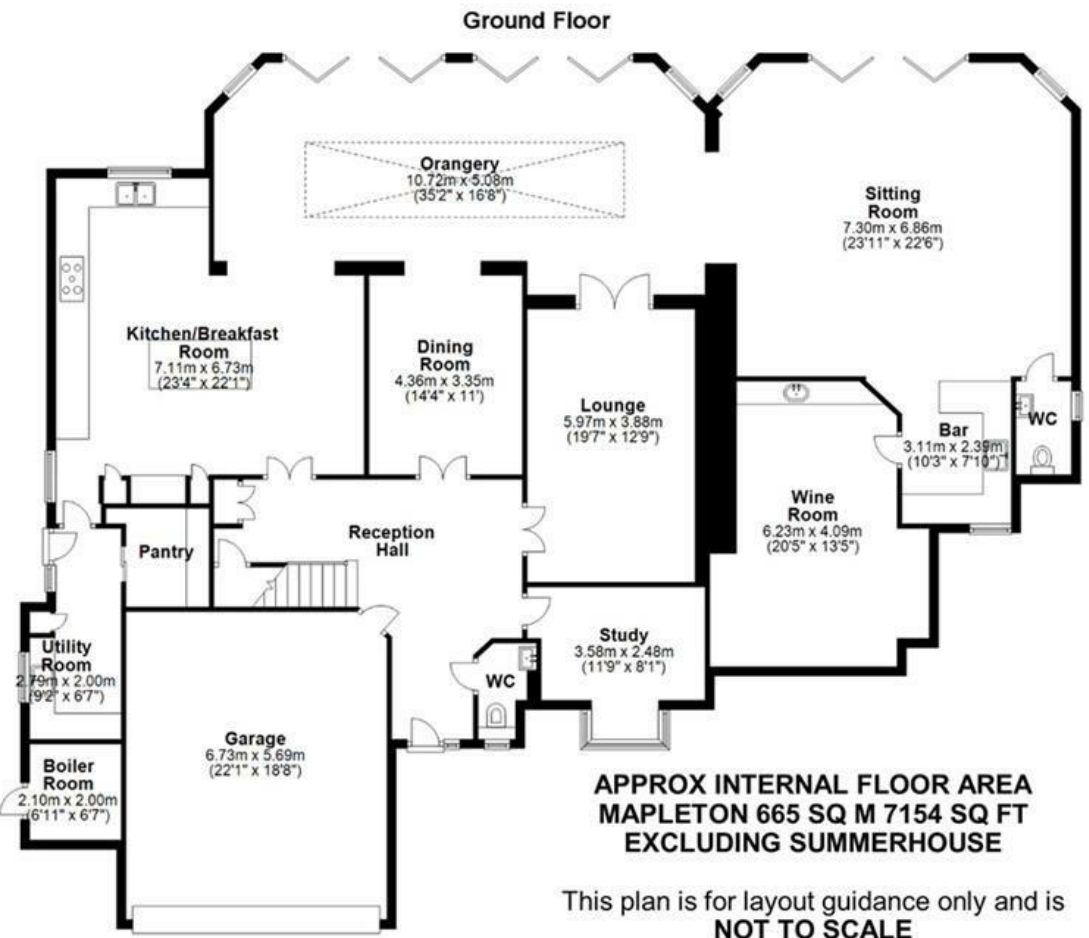 Ground Floor
Orangery
10.72m x 5.08m
(35'2" x 16'8")
Sitting
Room
7.30m x 6.86m
(23'11" x 22'6")
Kitchen/Breakfast
Room
7.11m x 6.73m
(23'4" x 22'1")
Dining
Room
4.36m x 3.35m
(14'4" x 11')
Lounge
5.97m x 3.88m
(19'7" x 12'9")
Bar
3.11m x 2.39m
(10'3" x 7'10")
WC
Wine
Room
6.23m x 4.09m
(20'5" x 13'5")
Reception
Hall
Pantry
Utility
Room
2.79m x 2.00m
(9'2" x 6'7")
Study
3.58m x 2.48m
(11'9" x 8'1")
WC
Garage
6.73m x 5.69m
(22'1" x 18'8")
Boiler
Room
2.10m x 2.00m
(6'11" x 6'7")
APPROX INTERNAL FLOOR AREA
MAPLETON 665 SQ M 7154 SQ FT
EXCLUDING SUMMERHOUSE
This plan is for layout guidance only and is
NOT TO SCALE